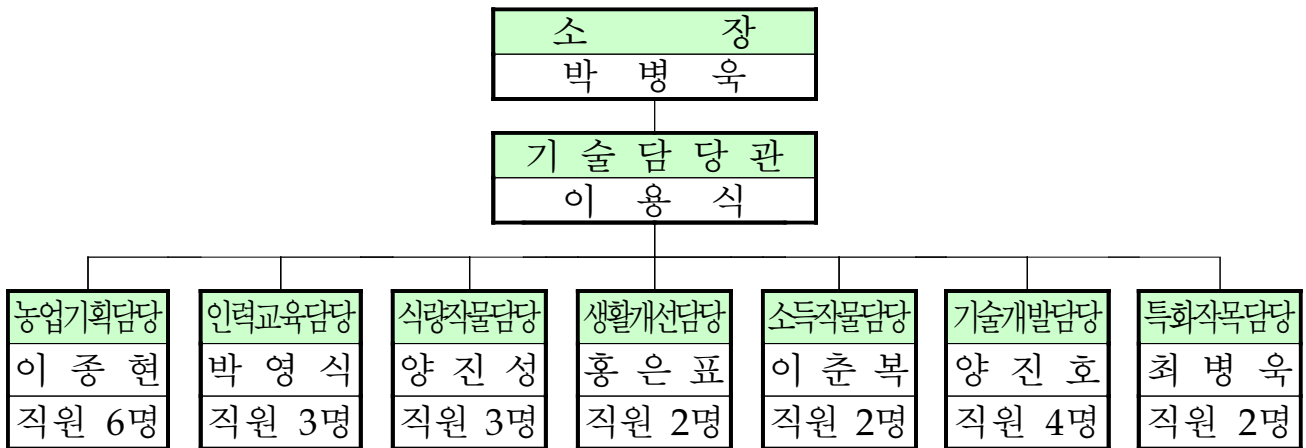 소 장
박 병 욱
기 술 담 당 관
이 용 식
농업기획담당 인력교육담당 식량작물담당 생활개선담당 소득작물담당 기술개발담당 특화작목담당
이 종 현 박 영 식 양 진 성 홍 은 표 이 춘 복 양 진 호 최 병 욱
직원 6명 직원 3명 직원 3명 직원 2명 직원 2명 직원 4명 직원 2명